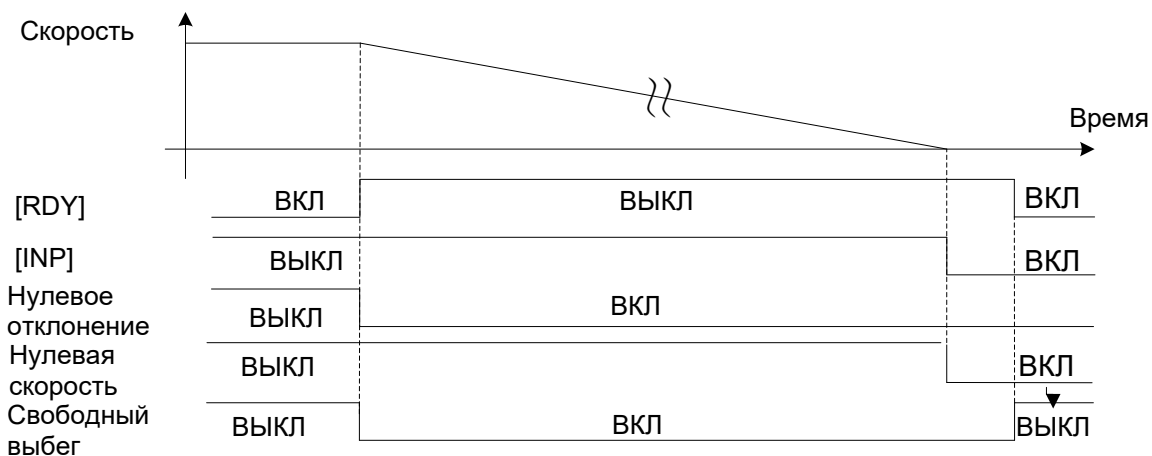 Скорость
Время
[RDY] ВКЛ ВЫКЛ ВКЛ
[INP] ВЫКЛ ВКЛ
Нулевое
отклонение ВЫКЛ ВКЛ
Нулевая
скорость ВЫКЛ ВКЛ
Свободный
выбег ВЫКЛ ВКЛ ВЫКЛ